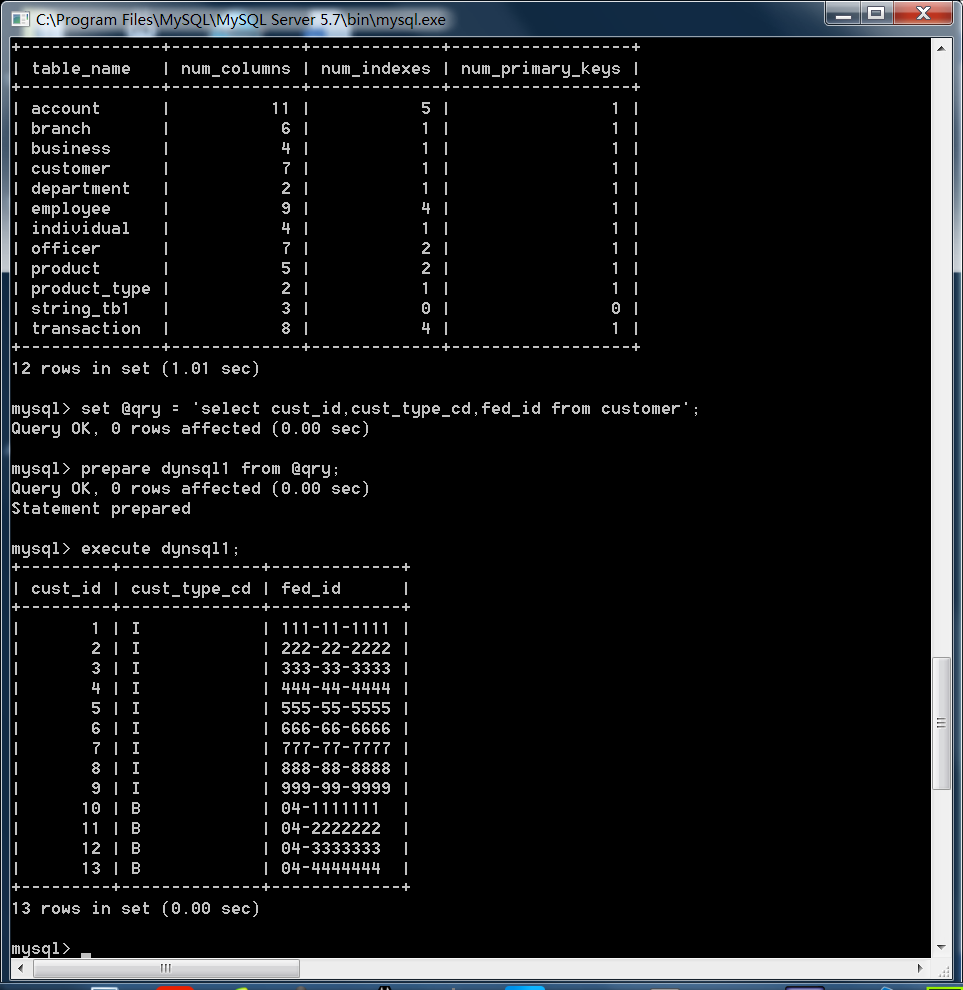 C:\Program Files\MySQL\MySQL Server 5.7\bin\mysql.exe
+---------------+-------------+-------------+------------------+
| table_name    | num_columns | num_indexes | num_primary_keys |
+---------------+-------------+-------------+------------------+
| account       |          11 |           5 |                1 |
| branch        |           6 |           1 |                1 |
| business      |           4 |           1 |                1 |
| customer      |           7 |           1 |                1 |
| department    |           2 |           1 |                1 |
| employee      |           9 |           4 |                1 |
| individual    |           4 |           1 |                1 |
| officer       |           7 |           2 |                1 |
| product       |           5 |           2 |                1 |
| product_type  |           2 |           1 |                1 |
| string_tb1    |           3 |           0 |                0 |
| transaction   |           8 |           4 |                1 |
+---------------+-------------+-------------+------------------+
12 rows in set (1.01 sec)
mysql> set @qry = 'select cust_id,cust_type_cd,fed_id from customer';
Query OK, 0 rows affected (0.00 sec)
mysql> prepare dynsql1 from @qry;
Query OK, 0 rows affected (0.00 sec)
Statement prepared
mysql> execute dynsql1;
+---------+--------------+-------------+
| cust_id | cust_type_cd | fed_id      |
+---------+--------------+-------------+
|       1 | I            | 111-11-1111 |
|       2 | I            | 222-22-2222 |
|       3 | I            | 333-33-3333 |
|       4 | I            | 444-44-4444 |
|       5 | I            | 555-55-5555 |
|       6 | I            | 666-66-6666 |
|       7 | I            | 777-77-7777 |
|       8 | I            | 888-88-8888 |
|       9 | I            | 999-99-9999 |
|      10 | B            | 04-1111111  |
|      11 | B            | 04-2222222  |
|      12 | B            | 04-3333333  |
|      13 | B            | 04-4444444  |
+---------+--------------+-------------+
13 rows in set (0.00 sec)
mysql> _